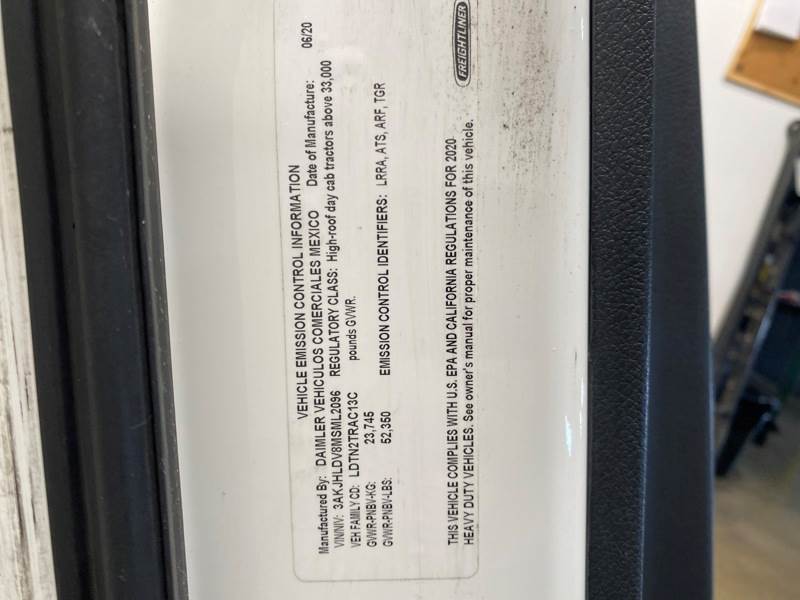 VEHICLE EMISSION CONTROL INFORMATION
Manufactured By: DAIMLER VEHICULOS COMERCIALES MEXICO Date of Manufacture: 06/20
VIN/NIV: 3AKJHLDV8MSML2096 REGULATORY CLASS: High-roof day cab tractors above 33,000
VEH FAMILY CD: LDTN2TRAC13C pounds GVWR.
GVWR-PNBV-KG: 23,745
GVWR-PNBV-LBS: 52,350 EMISSION CONTROL IDENTIFIERS: LRRA, ATS, ARF, TGR
THIS VEHICLE COMPLIES WITH U.S. EPA AND CALIFORNIA REGULATIONS FOR 2020
HEAVY DUTY VEHICLES. See owner's manual for proper maintenance of this vehicle.
FREIGHTLINER